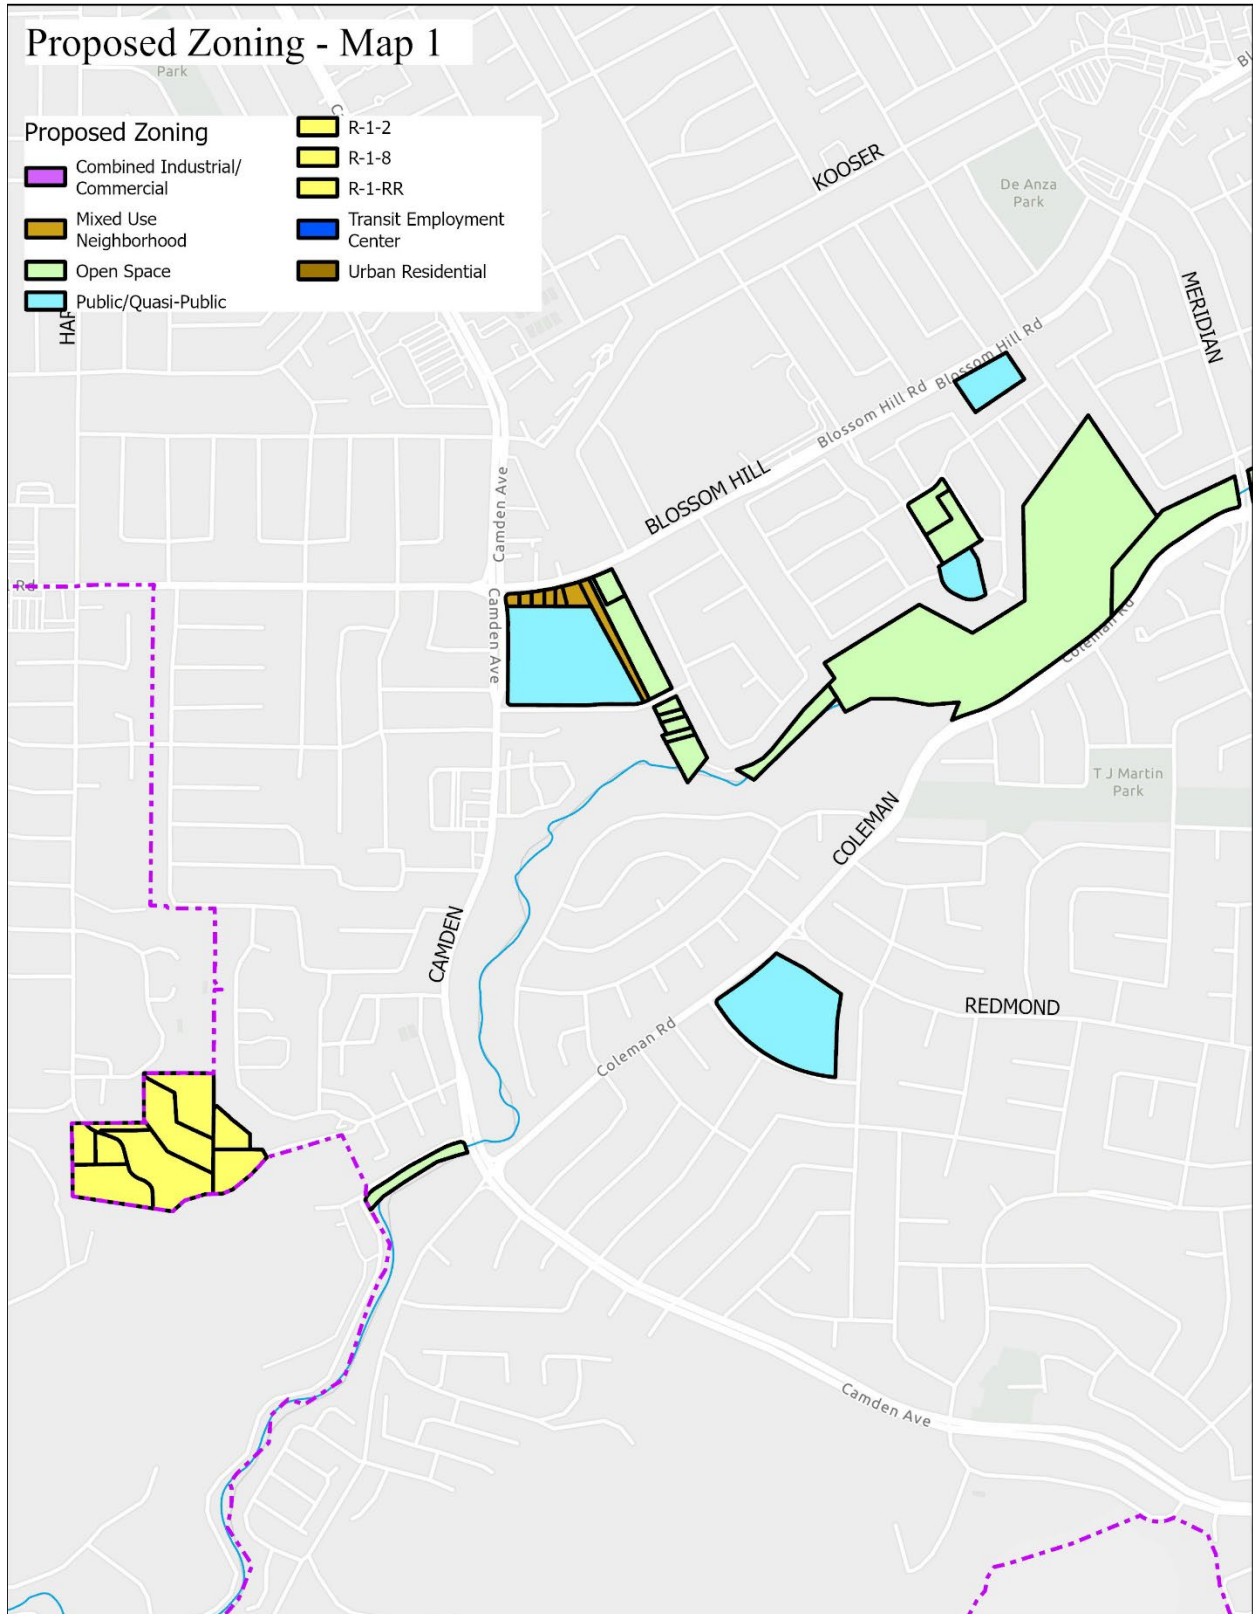 Proposed Zoning - Map 1
Park
Proposed Zoning
Combined Industrial/
Commercial
Mixed Use
Neighborhood
Open Space
Public/Quasi-Public
R-1-2
R-1-8
R-1-RR
Transit Employment
Center
Urban Residential
KOOSER
De Anza
Park
MERIDIAN
Blossom Hill Rd
Blossom Hill Rd
BLOSSOM HILL
Camden Ave
Camden Ave
Rd
Coleman Rd
T J Martin
Park
COLEMAN
CAMDEN
REDMOND
Coleman Rd
Camden Ave